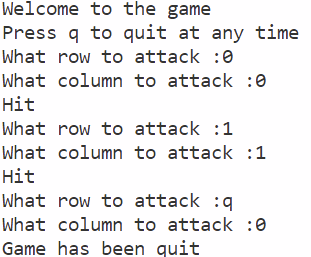 Welcome to the game
Press q to quit at any time
What row to attack :0
What column to attack :0
Hit
What row to attack :1
What column to attack :1
Hit
What row to attack :q
What column to attack :0
Game has been quit